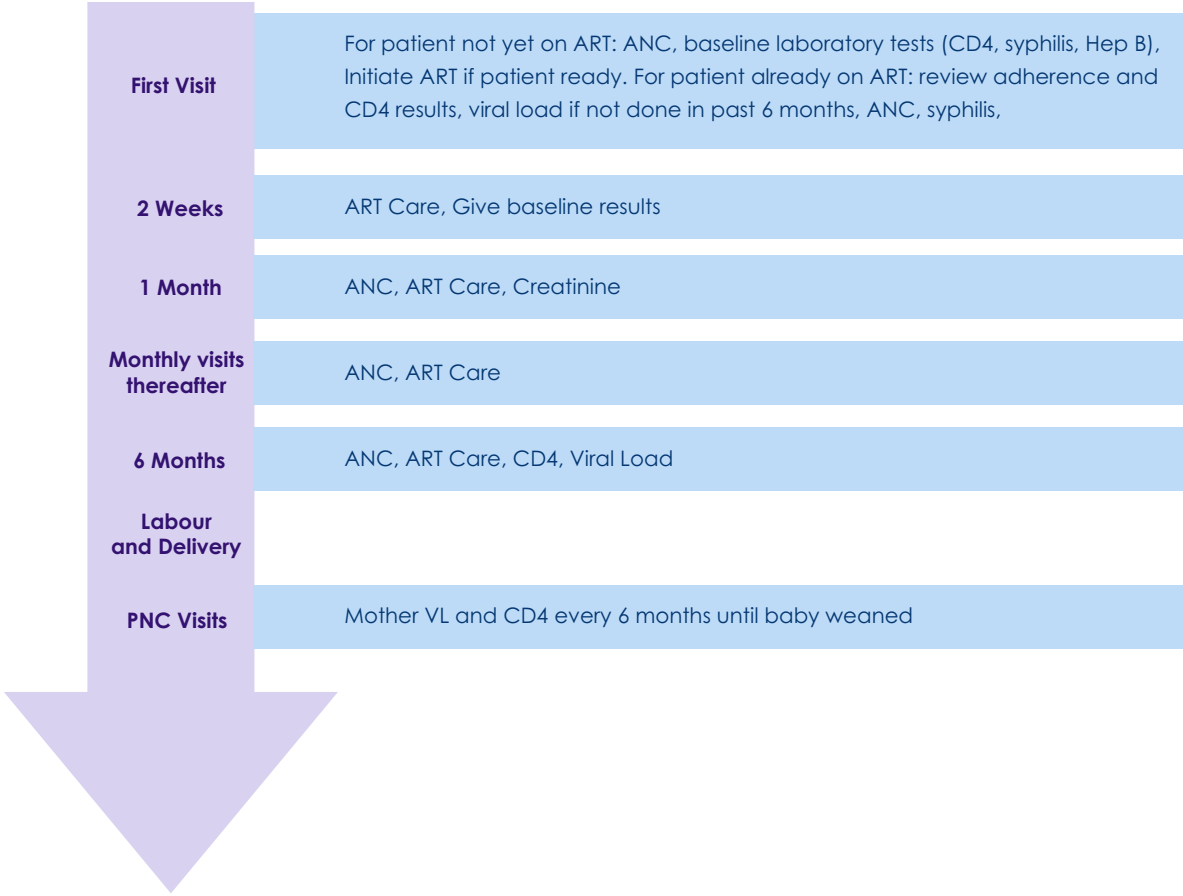 First Visit
For patient not yet on ART: ANC, baseline laboratory tests (CD4, syphilis, Hep B),
Initiate ART if patient ready. For patient already on ART: review adherence and
CD4 results, viral load if not done in past 6 months, ANC, syphilis,
2 Weeks
ART Care, Give baseline results
1 Month
ANC, ART Care, Creatinine
Monthly visits
thereafter
ANC, ART Care
6 Months
ANC, ART Care, CD4, Viral Load
Labour
and Delivery
PNC Visits
Mother VL and CD4 every 6 months until baby weaned